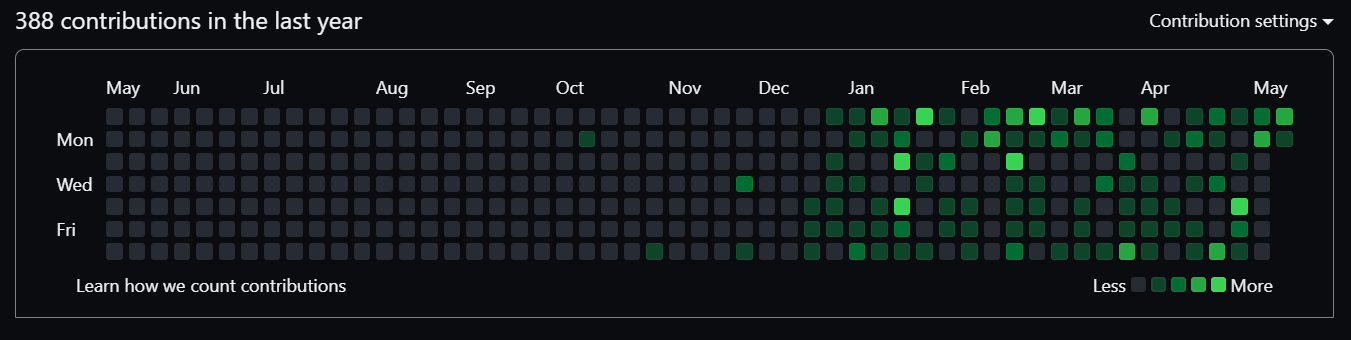 388 contributions in the last year
Contribution settings
May Jun Jul Aug Sep Oct Nov Dec Jan Feb Mar Apr May
Mon
Wed
Fri
Learn how we count contributions
Less More